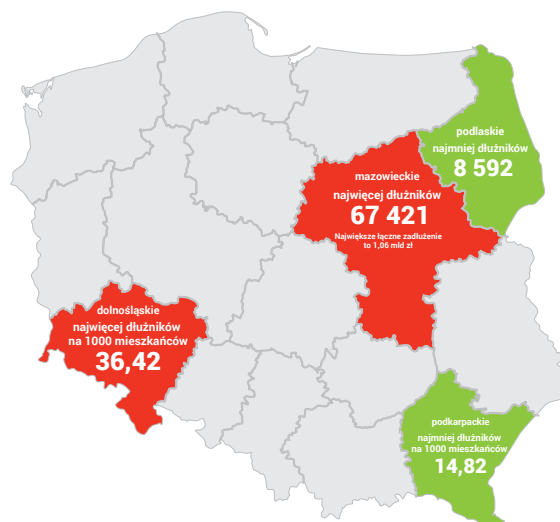 podlaskie
najmniej dłużników
8 592
mazowieckie
najwięcej dłużników
67 421
Największe łączne zadłużenie
to 1,06 mld zł
dolnośląskie
najwięcej dłużników
na 1000 mieszkańców
36,42
podkarpackie
najmniej dłużników
na 1000 mieszkańców
14,82